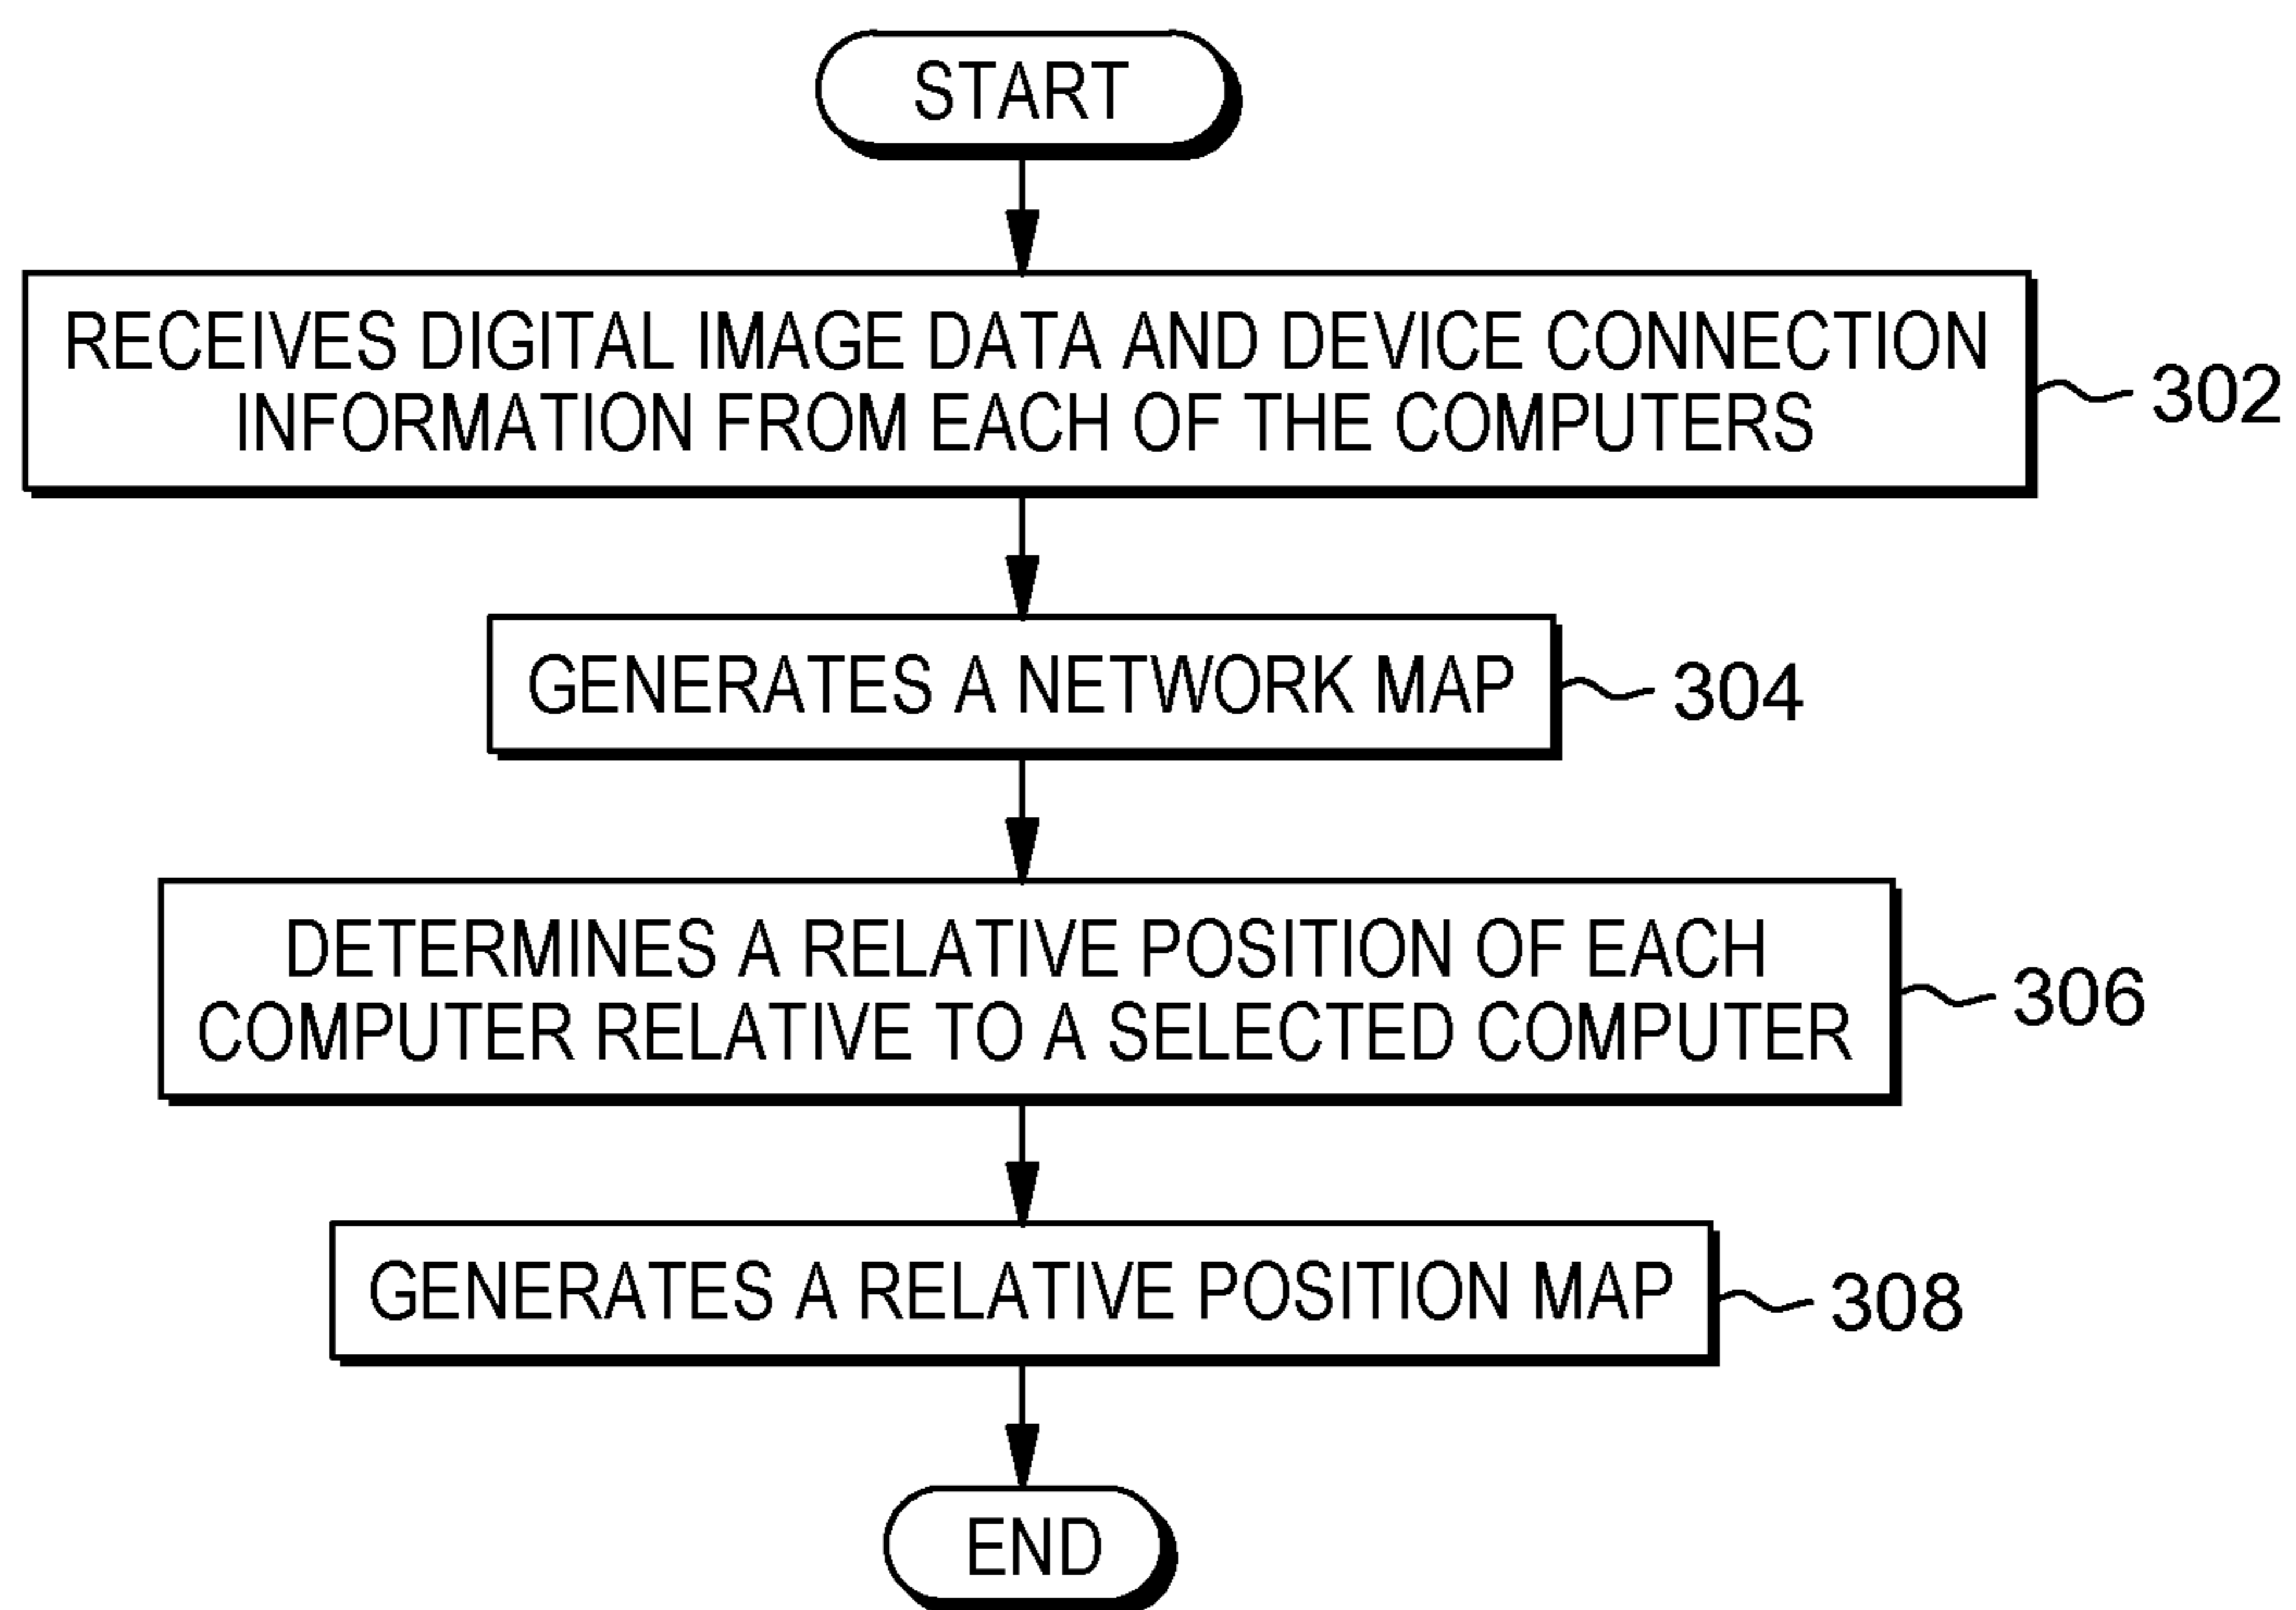 START
RECEIVES DIGITAL IMAGE DATA AND DEVICE CONNECTION
INFORMATION FROM EACH OF THE COMPUTERS
302
GENERATES A NETWORK MAP
304
DETERMINES A RELATIVE POSITION OF EACH
COMPUTER RELATIVE TO A SELECTED COMPUTER
306
GENERATES A RELATIVE POSITION MAP
308
END